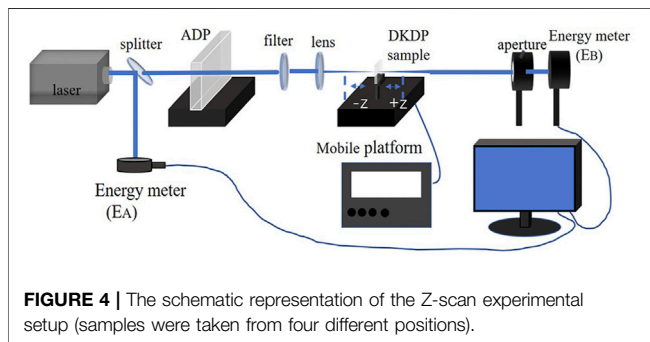 splitter
ADP
filter
lens
DKDP
sample
aperture
Energy meter
(EB)
laser
-Z
+Z
Mobile platform
Energy meter
(EA)
FIGURE 4 | The schematic representation of the Z-scan experimental
setup (samples were taken from four different positions).